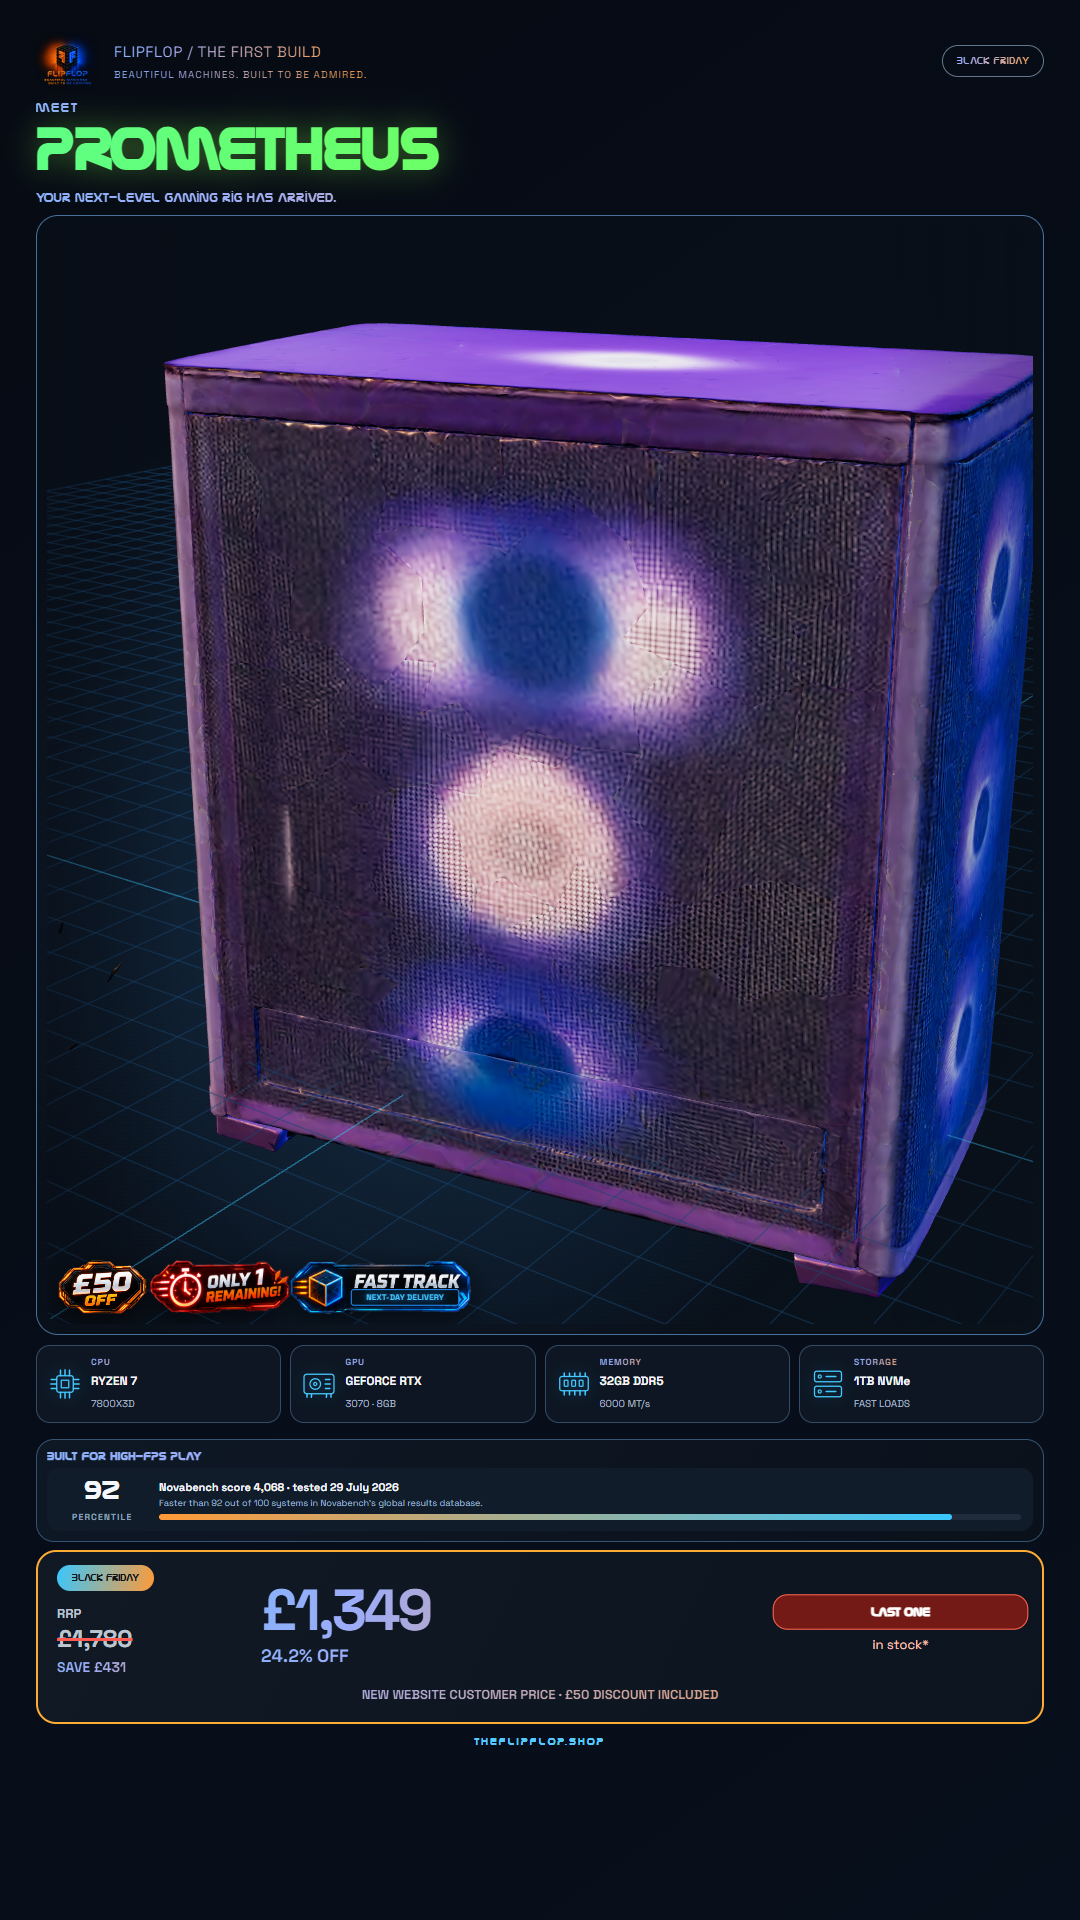 FLIPFLOP
FLIPFLOP / THE FIRST BUILD
BEAUTIFUL MACHINES. BUILT TO BE ADMIRED.
BLACK FRIDAY
MEET
PROMETHEUS
YOUR NEXT-LEVEL GAMING RIG HAS ARRIVED.
£50
OFF
ONLY 1
REMAINING!
FAST TRACK
NEXT-DAY DELIVERY
CPU
RYZEN 7
7800X3D
GPU
GEFORCE RTX
3070 · 8GB
MEMORY
32GB DDR5
6000 MT/s
STORAGE
1TB NVMe
FAST LOADS
BUILT FOR HIGH-FPS PLAY
92
PERCENTILE
Novabench score 4,068 · tested 29 July 2026
Faster than 92 out of 100 systems in Novabench's global results database.
BLACK FRIDAY
RRP
£1,780
SAVE £431
£1,349
24.2% OFF
LAST ONE
in stock*
NEW WEBSITE CUSTOMER PRICE · £50 DISCOUNT INCLUDED
THEFLIPFLOP.SHOP